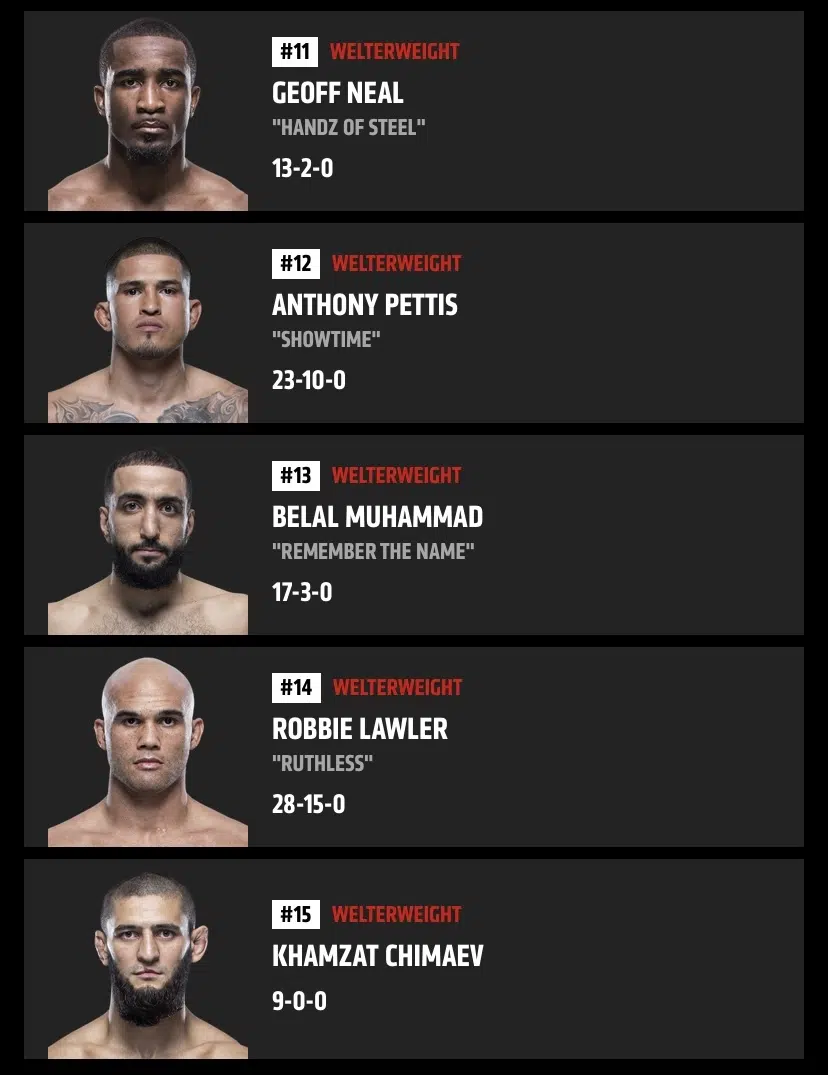 #11 WELTERWEIGHT
GEOFF NEAL
"HANDZ OF STEEL"
13-2-0
#12 WELTERWEIGHT
ANTHONY PETTIS
"SHOWTIME"
23-10-0
#13 WELTERWEIGHT
BELAL MUHAMMAD
"REMEMBER THE NAME"
17-3-0
#14 WELTERWEIGHT
ROBBIE LAWLER
"RUTHLESS"
28-15-0
#15 WELTERWEIGHT
KHAMZAT CHIMAEV
9-0-0